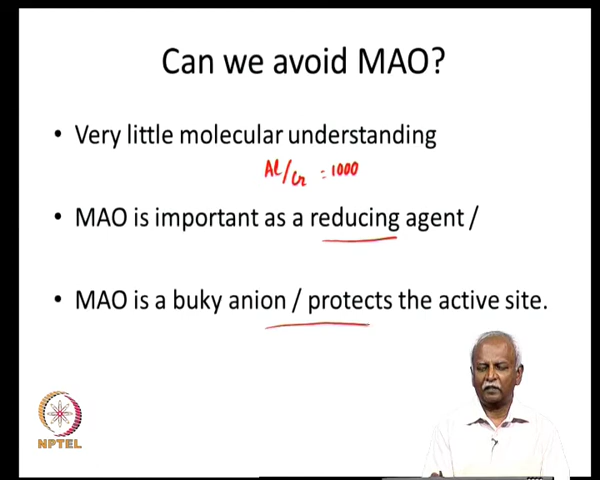 Can we avoid MAO?
• Very little molecular understanding
Al/Cr = 1000
• MAO is important as a reducing agent /
• MAO is a buky anion / protects the active site.
NPTEL